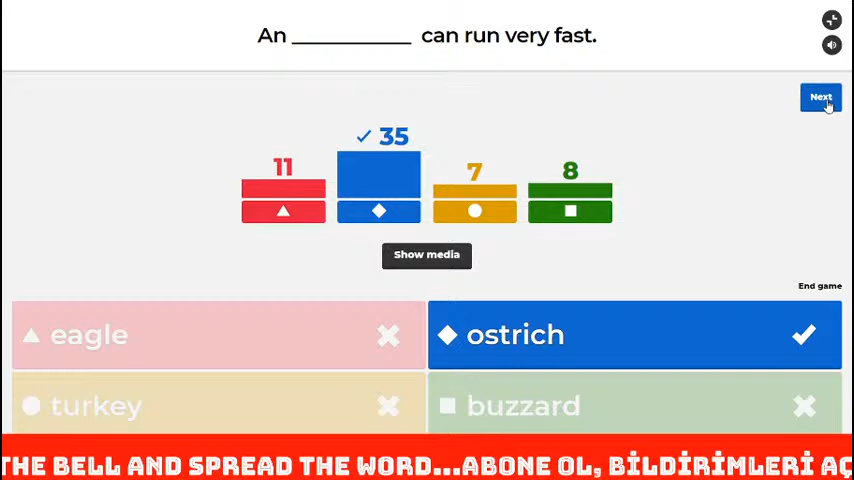 An __________ can run very fast.
Next
11
35
7
8
Show media
End game
eagle
ostrich
turkey
buzzard
THE BELL AND SPREAD THE WORD...ABONE OL, BİLDİRİMLERİ AÇ